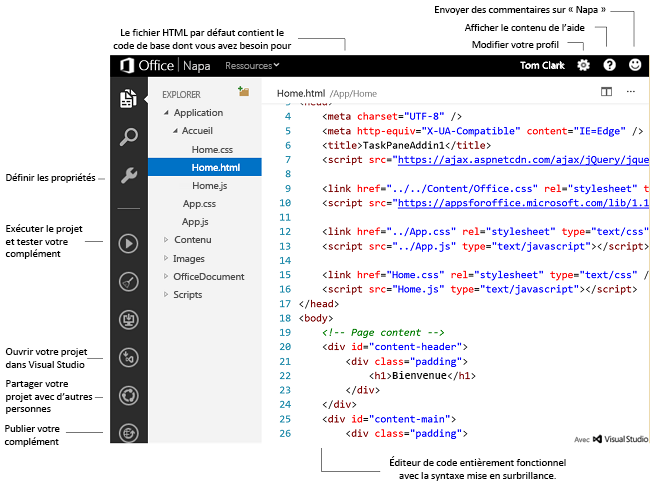 Envoyer des commentaires sur « Napa »
Afficher le contenu de l'aide
Modifier votre profil
Le fichier HTML par défaut contient le
code de base dont vous avez besoin pour
Office | Napa Ressources
Tom Clark
EXPLORER
Application
Accueil
Home.css
Home.html
Home.js
App.css
App.js
Contenu
Images
OfficeDocument
Scripts
Définir les propriétés
Exécuter le projet
et tester votre
complément
Ouvrir votre projet
dans Visual Studio
Partager votre
projet avec d'autres
personnes
Publier votre
complément
Home.html /App/Home
3 <head>
4 <meta charset="UTF-8" />
5 <meta http-equiv="X-UA-Compatible" content="IE=Edge" />
6 <title>TaskPaneAddin1</title>
7 <script src="https://ajax.aspnetcdn.com/ajax/jQuery/jque
8
9 <link href="../../Content/Office.css" rel="stylesheet" t
10 <script src="https://appsforoffice.microsoft.com/lib/1.1
11
12 <link href="../App.css" rel="stylesheet" type="text/css"
13 <script src="../App.js" type="text/javascript"></script>
14
15 <link href="Home.css" rel="stylesheet" type="text/css" /
16 <script src="Home.js" type="text/javascript"></script>
17 </head>
18 <body>
19 <!-- Page content -->
20 <div id="content-header">
21 <div class="padding">
22 <h1>Bienvenue</h1>
23 </div>
24 </div>
25 <div id="content-main">
26 <div class="padding">
Avec Visual Studio
Éditeur de code entièrement fonctionnel
avec la syntaxe mise en surbrillance.